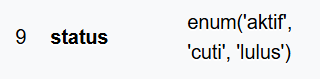 9 status enum('aktif',
'cuti', 'lulus')